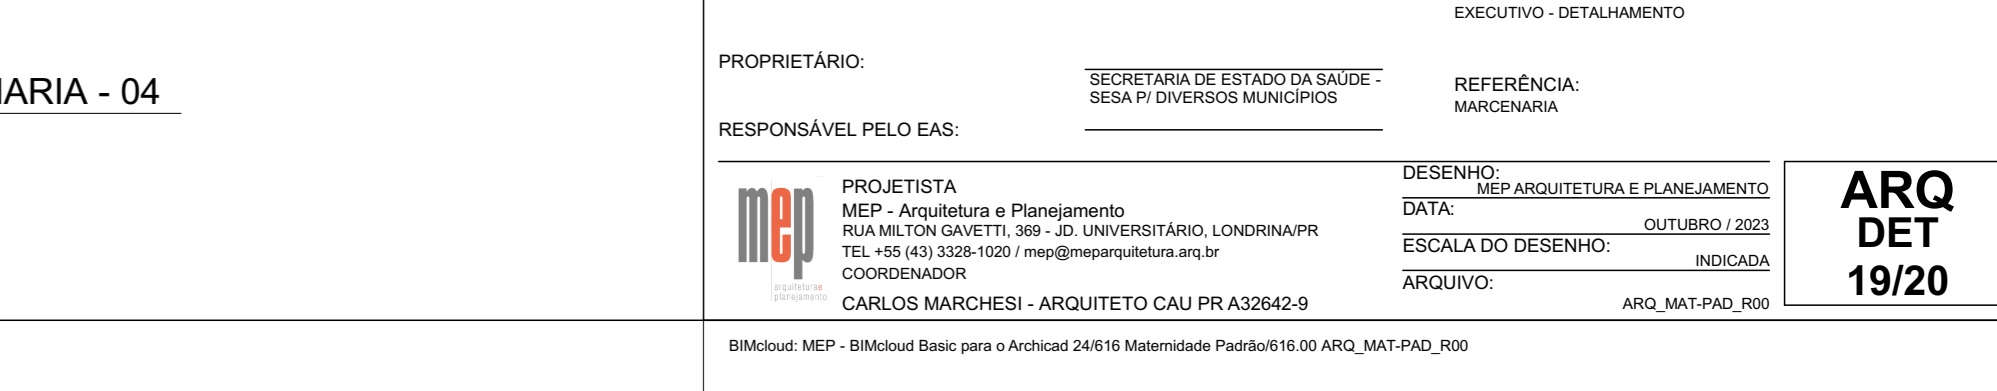 ARIA - 04
EXECUTIVO - DETALHAMENTO
PROPRIETÁRIO:
SECRETARIA DE ESTADO DA SAÚDE -
SESA P/ DIVERSOS MUNICÍPIOS
REFERÊNCIA:
MARCENARIA
RESPONSÁVEL PELO EAS:
mep
arquiteturae
planejamento
PROJETISTA
MEP - Arquitetura e Planejamento
RUA MILTON GAVETTI, 369 - JD. UNIVERSITÁRIO, LONDRINA/PR
TEL +55 (43) 3328-1020 / mep@meparquitetura.arq.br
COORDENADOR
CARLOS MARCHESI - ARQUITETO CAU PR A32642-9
DESENHO:
MEP ARQUITETURA E PLANEJAMENTO
DATA:
OUTUBRO / 2023
ESCALA DO DESENHO:
INDICADA
ARQUIVO:
ARQ_MAT-PAD_R00
ARQ
DET
19/20
BIMcloud: MEP - BIMcloud Basic para o Archicad 24/616 Maternidade Padrão/616.00 ARQ_MAT-PAD_R00